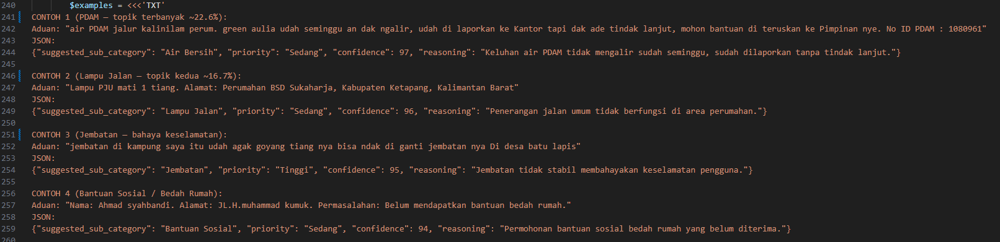 240 $examples = <<<'TXT'
241 CONTOH 1 (PDAM — topik terbanyak ~22.6%):
242 Aduan: "air PDAM jalur kalinilam perum. green aulia udah seminggu an dak ngalir, udah di laporkan ke Kantor tapi dak ade tindak lanjut, mohon bantuan di teruskan ke Pimpinan nye. No ID PDAM : 1080961"
243 JSON:
244 {"suggested_sub_category": "Air Bersih", "priority": "Sedang", "confidence": 97, "reasoning": "Keluhan air PDAM tidak mengalir sudah seminggu, sudah dilaporkan tanpa tindak lanjut."}
245
246 CONTOH 2 (Lampu Jalan — topik kedua ~16.7%):
247 Aduan: "Lampu PJU mati 1 tiang. Alamat: Perumahan BSD Sukaharja, Kabupaten Ketapang, Kalimantan Barat"
248 JSON:
249 {"suggested_sub_category": "Lampu Jalan", "priority": "Sedang", "confidence": 96, "reasoning": "Penerangan jalan umum tidak berfungsi di area perumahan."}
250
251 CONTOH 3 (Jembatan — bahaya keselamatan):
252 Aduan: "jembatan di kampung saya itu udah agak goyang tiang nya bisa ndak di ganti jembatan nya Di desa batu lapis"
253 JSON:
254 {"suggested_sub_category": "Jembatan", "priority": "Tinggi", "confidence": 95, "reasoning": "Jembatan tidak stabil membahayakan keselamatan pengguna."}
255
256 CONTOH 4 (Bantuan Sosial / Bedah Rumah):
257 Aduan: "Nama: Ahmad syahbandi. Alamat: JL.H.muhammad kumuk. Permasalahan: Belum mendapatkan bantuan bedah rumah."
258 JSON:
259 {"suggested_sub_category": "Bantuan Sosial", "priority": "Sedang", "confidence": 94, "reasoning": "Permohonan bantuan sosial bedah rumah yang belum diterima."}
260